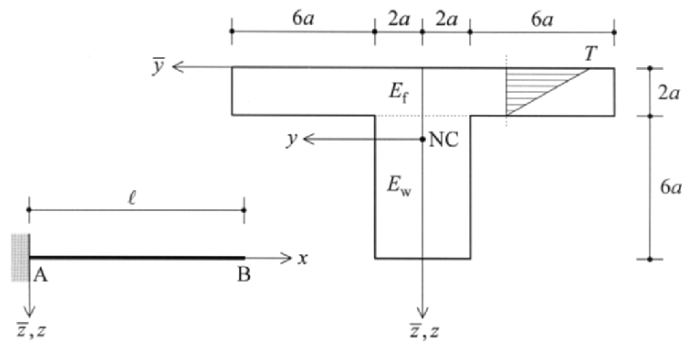 6a 2a 2a 6a
T
y̅
E_f
2a
y
NC
E_w
6a
ℓ
A B x
z̅, z
z̅, z